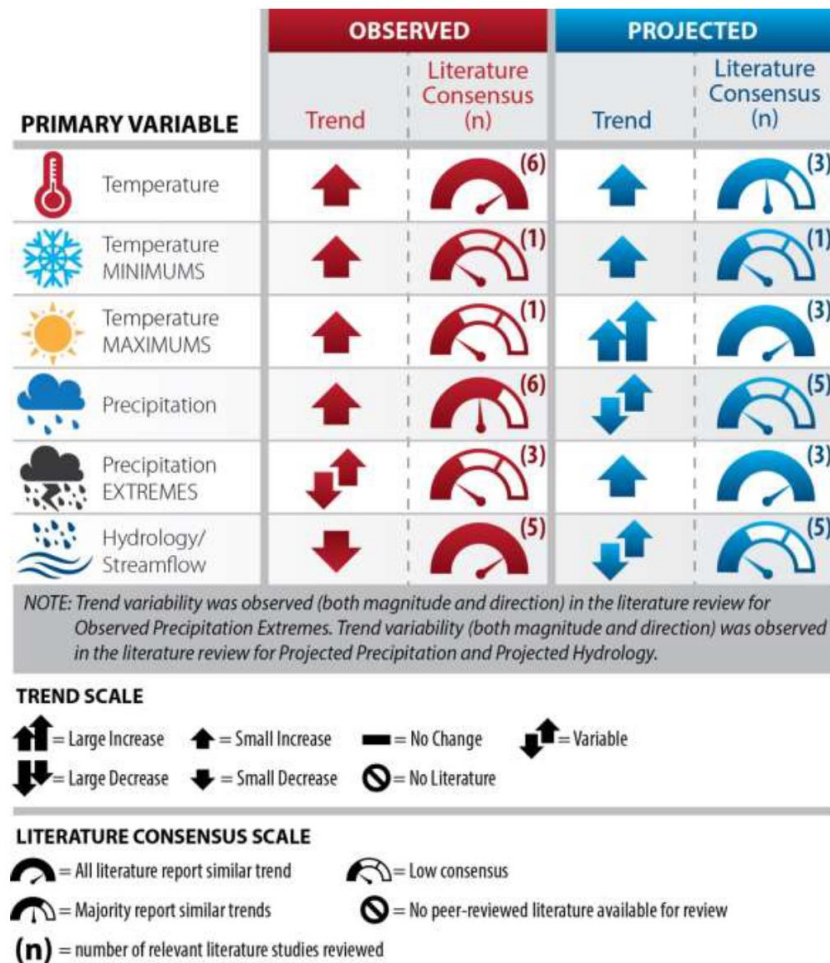 OBSERVED PROJECTED
PRIMARY VARIABLE Trend Literature Consensus (n) Trend Literature Consensus (n)
Temperature (6) (3)
Temperature MINIMUMS (1) (1)
Temperature MAXIMUMS (1) (3)
Precipitation (6) (5)
Precipitation EXTREMES (3) (3)
Hydrology/ Streamflow (5) (5)
NOTE: Trend variability was observed (both magnitude and direction) in the literature review for
Observed Precipitation Extremes. Trend variability (both magnitude and direction) was observed
in the literature review for Projected Precipitation and Projected Hydrology.
TREND SCALE
= Large Increase = Small Increase = No Change = Variable
= Large Decrease = Small Decrease = No Literature
LITERATURE CONSENSUS SCALE
= All literature report similar trend = Low consensus
= Majority report similar trends = No peer-reviewed literature available for review
(n) = number of relevant literature studies reviewed